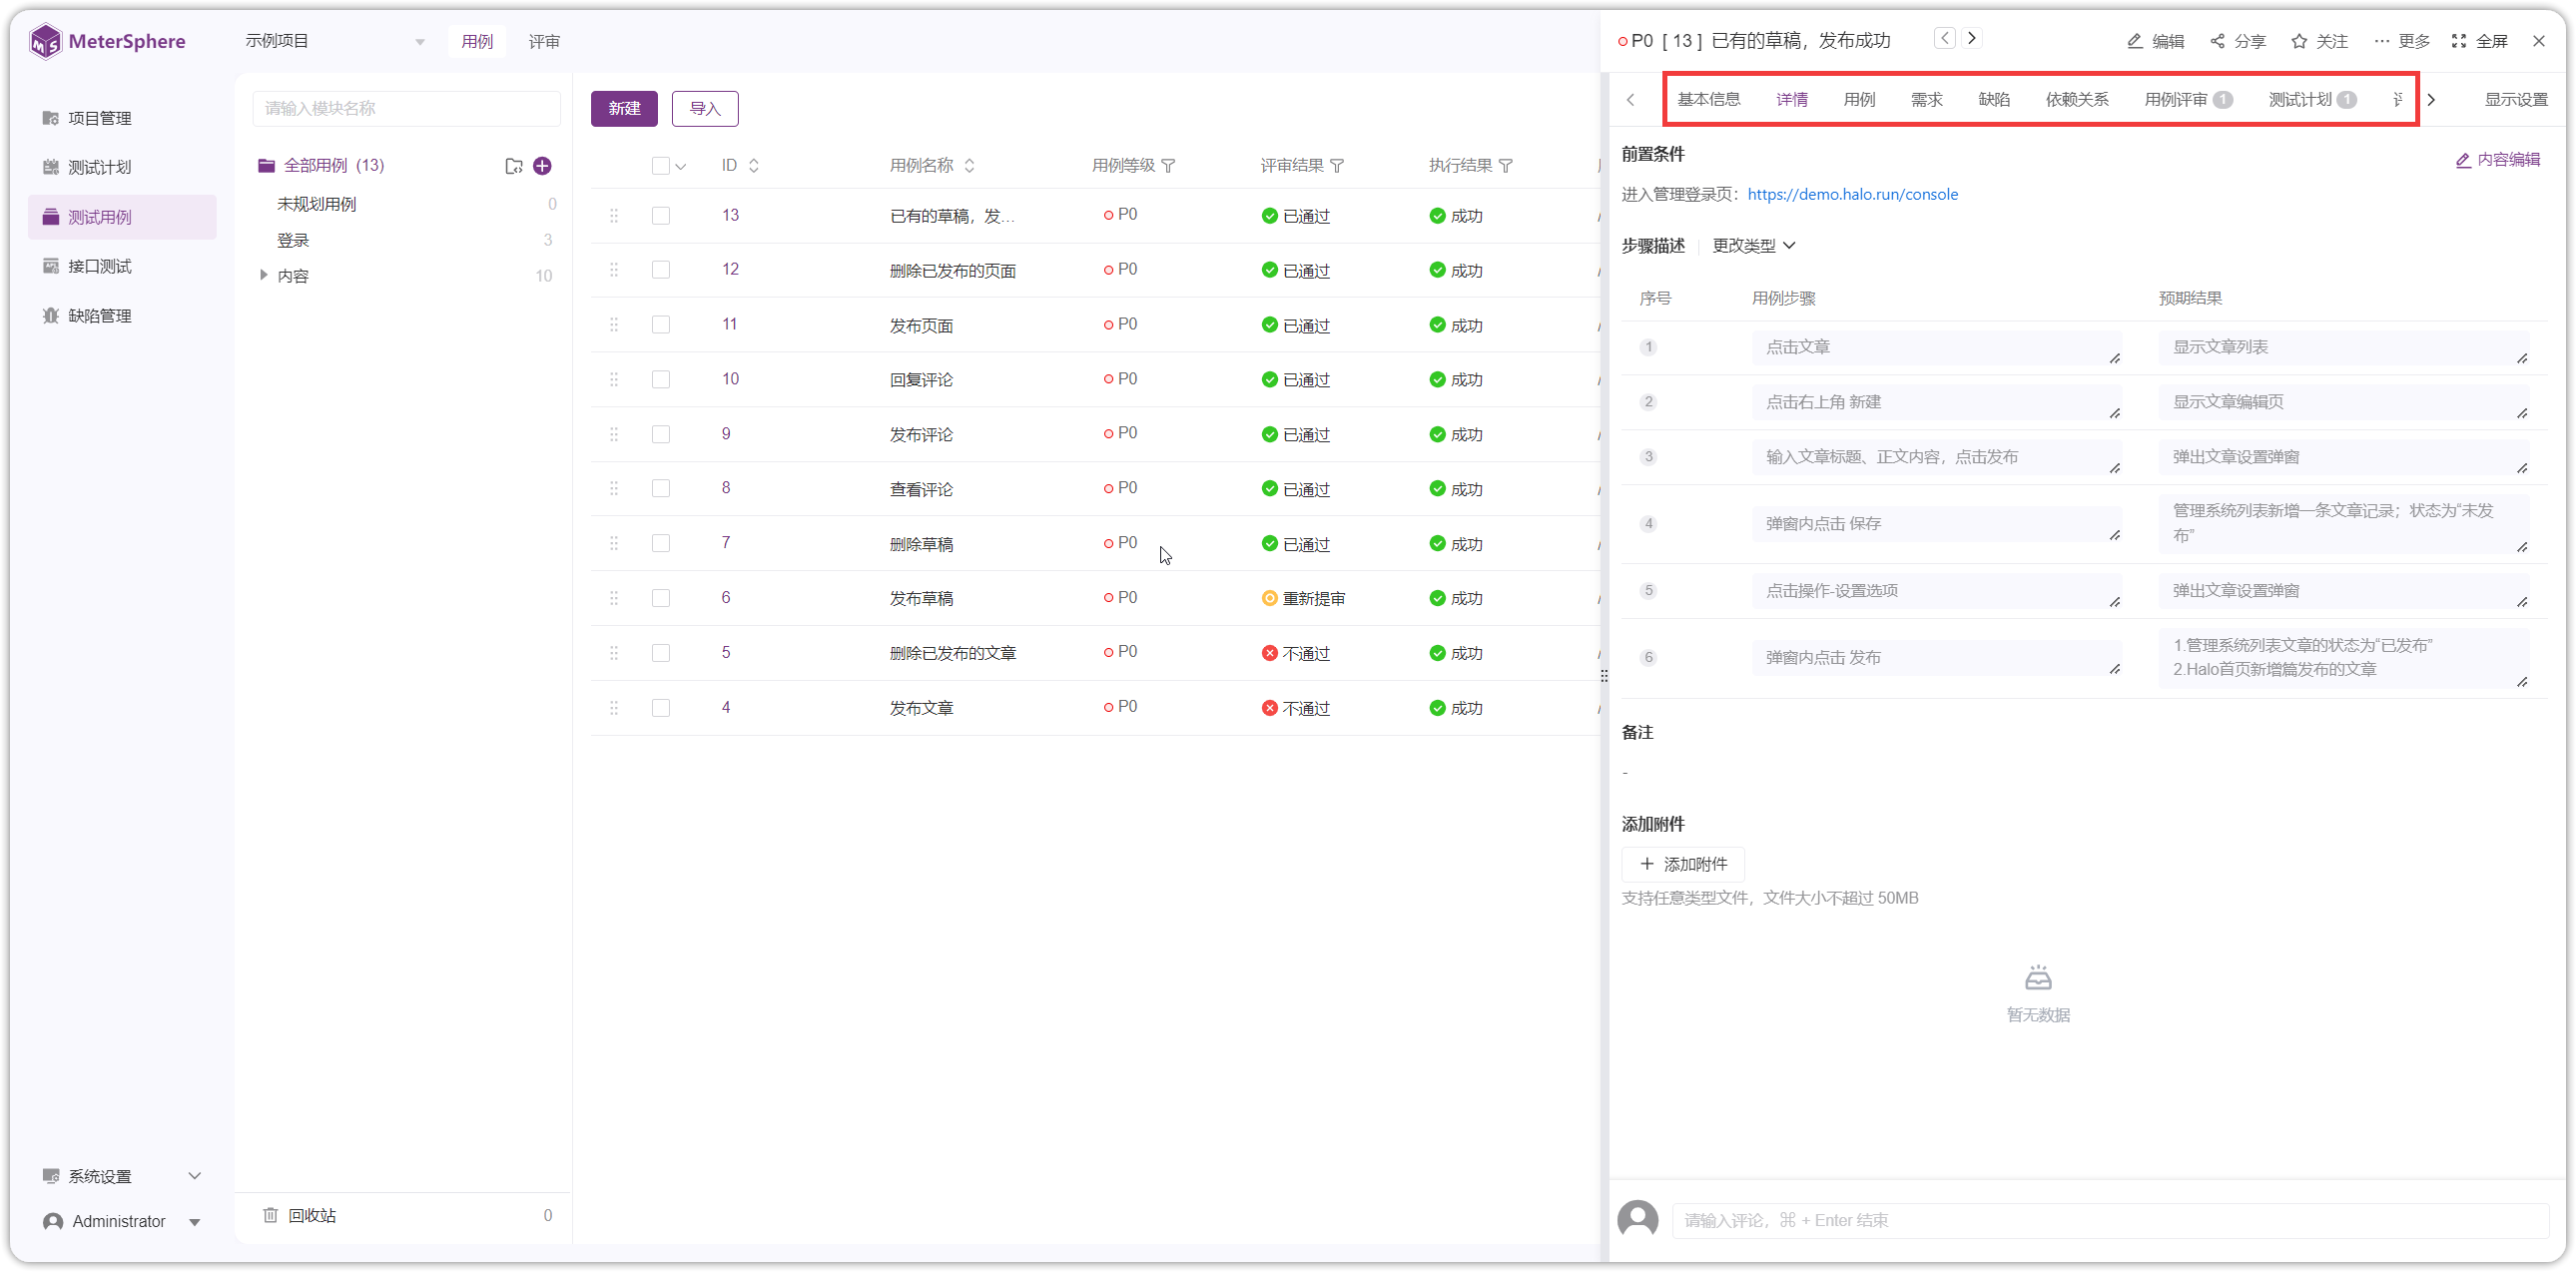 MeterSphere
示例项目
用例 评审
项目管理
测试计划
测试用例
接口测试
缺陷管理
系统设置
Administrator
请输入模块名称
全部用例 (13)
未规划用例 0
登录 3
内容 10
回收站 0
新建 导入
ID 用例名称 用例等级 评审结果 执行结果
13 已有的草稿，发... P0 已通过 成功
12 删除已发布的页面 P0 已通过 成功
11 发布页面 P0 已通过 成功
10 回复评论 P0 已通过 成功
9 发布评论 P0 已通过 成功
8 查看评论 P0 已通过 成功
7 删除草稿 P0 已通过 成功
6 发布草稿 P0 重新提审 成功
5 删除已发布的文章 P0 不通过 成功
4 发布文章 P0 不通过 成功
P0 [ 13 ] 已有的草稿，发布成功
编辑 分享 关注 更多 全屏
基本信息 详情 用例 需求 缺陷 依赖关系 用例评审 1 测试计划 1 显示设置
前置条件
内容编辑
进入管理登录页：https://demo.halo.run/console
步骤描述 更改类型
序号 用例步骤 预期结果
1 点击文章 显示文章列表
2 点击右上角 新建 显示文章编辑页
3 输入文章标题、正文内容，点击发布 弹出文章设置弹窗
4 弹窗内点击 保存 管理系统列表新增一条文章记录；状态为“未发
布”
5 点击操作-设置选项 弹出文章设置弹窗
6 弹窗内点击 发布 1.管理系统列表文章的状态为“已发布”
2.Halo首页新增篇发布的文章
备注
-
添加附件
添加附件
支持任意类型文件，文件大小不超过 50MB
暂无数据
请输入评论，⌘ + Enter 结束